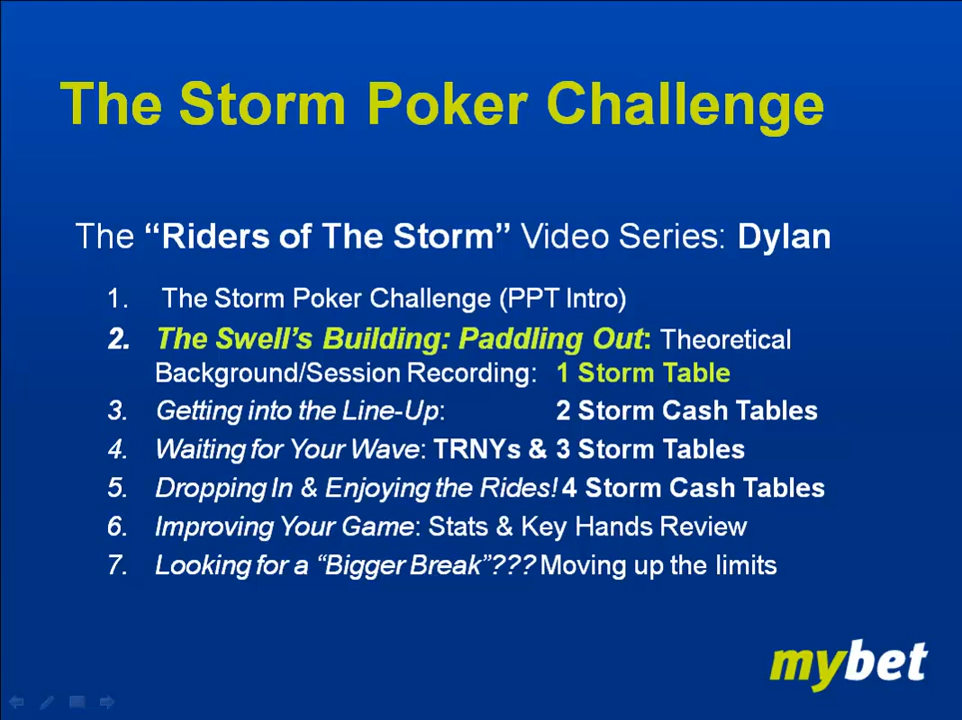 The Storm Poker Challenge
The “Riders of The Storm” Video Series: Dylan
1. The Storm Poker Challenge (PPT Intro)
2. The Swell’s Building: Paddling Out: Theoretical
Background/Session Recording: 1 Storm Table
3. Getting into the Line-Up: 2 Storm Cash Tables
4. Waiting for Your Wave: TRNYs & 3 Storm Tables
5. Dropping In & Enjoying the Rides! 4 Storm Cash Tables
6. Improving Your Game: Stats & Key Hands Review
7. Looking for a “Bigger Break”??? Moving up the limits
mybet